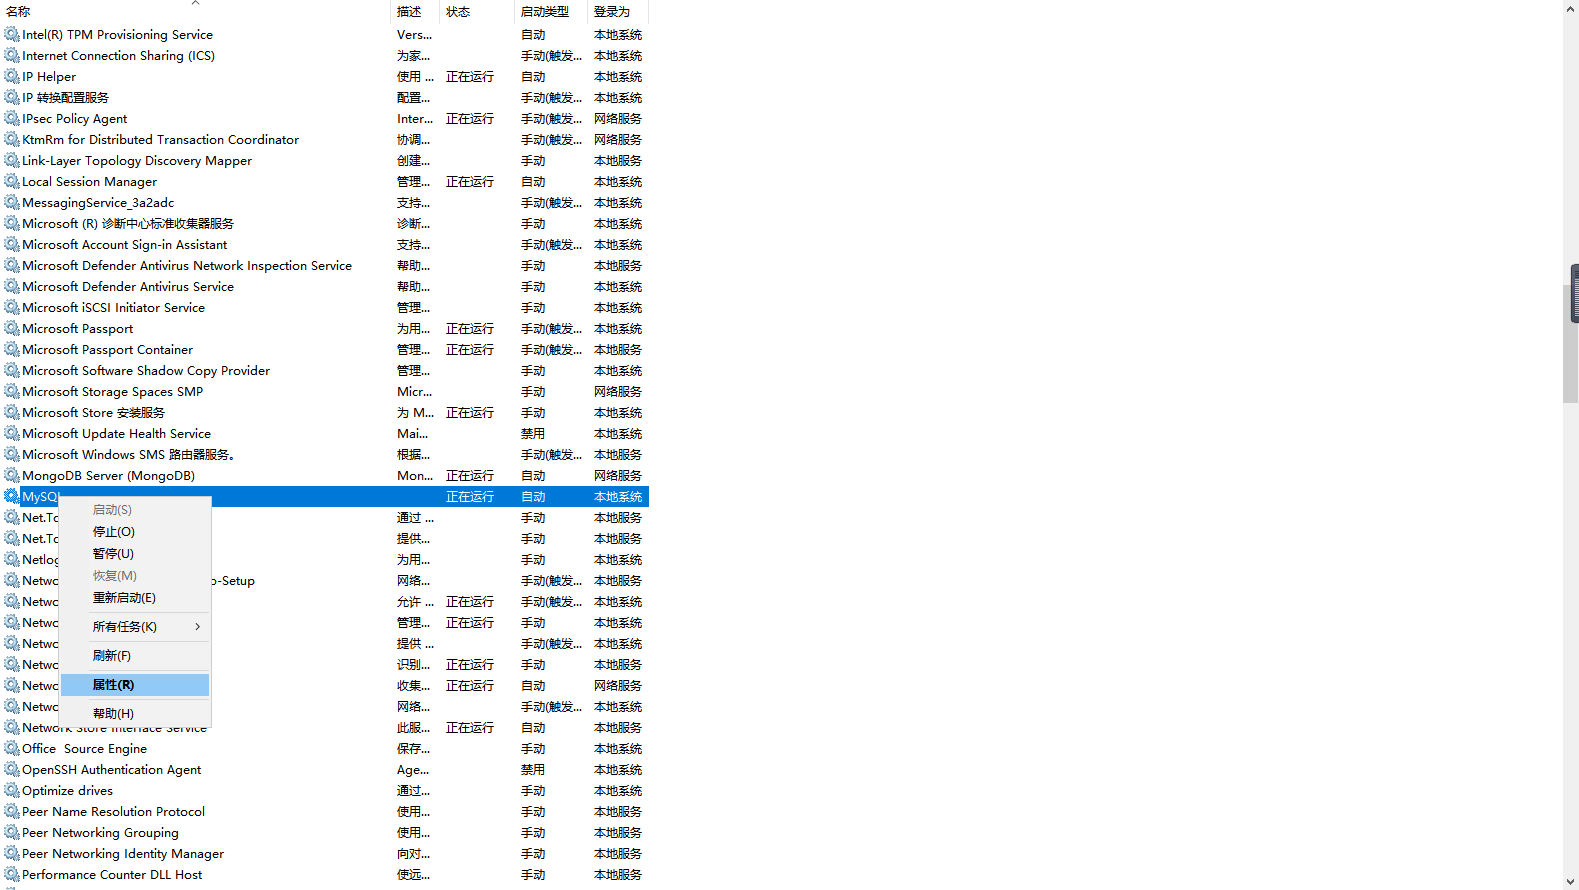 名称 描述 状态 启动类型 登录为
Intel(R) TPM Provisioning Service Vers... 自动 本地系统
Internet Connection Sharing (ICS) 为家... 手动(触发... 本地系统
IP Helper 使用 ... 正在运行 自动 本地系统
IP 转换配置服务 配置... 手动(触发... 本地系统
IPsec Policy Agent Inter... 正在运行 手动(触发... 网络服务
KtmRm for Distributed Transaction Coordinator 协调... 手动(触发... 网络服务
Link-Layer Topology Discovery Mapper 创建... 手动 本地服务
Local Session Manager 管理... 正在运行 自动 本地系统
MessagingService_3a2adc 支持... 手动(触发... 本地系统
Microsoft (R) 诊断中心标准收集器服务 诊断... 手动 本地系统
Microsoft Account Sign-in Assistant 支持... 手动(触发... 本地系统
Microsoft Defender Antivirus Network Inspection Service 帮助... 手动 本地服务
Microsoft Defender Antivirus Service 帮助... 手动 本地系统
Microsoft iSCSI Initiator Service 管理... 手动 本地系统
Microsoft Passport 为用... 正在运行 手动(触发... 本地系统
Microsoft Passport Container 管理... 正在运行 手动(触发... 本地服务
Microsoft Software Shadow Copy Provider 管理... 手动 本地系统
Microsoft Storage Spaces SMP Micr... 手动 网络服务
Microsoft Store 安装服务 为 M... 正在运行 手动 本地系统
Microsoft Update Health Service Mai... 禁用 本地系统
Microsoft Windows SMS 路由器服务。 根据... 手动(触发... 本地服务
MongoDB Server (MongoDB) Mon... 正在运行 自动 网络服务
MySQL 正在运行 自动 本地系统
Net.Tc 通过 ... 手动 本地服务
Net.Tc 提供... 手动 本地服务
Netlog 为用... 手动 本地系统
Netwo o-Setup 网络... 手动(触发... 本地系统
Netwo 允许 ... 正在运行 手动(触发... 本地系统
Netwo 管理... 正在运行 手动 本地系统
Netwo 提供 ... 手动(触发... 本地系统
Netwo 识别... 正在运行 手动 本地服务
Netwo 收集... 正在运行 自动 网络服务
Netwo 网络... 手动(触发... 本地系统
Network Store Interface Service 此服... 正在运行 自动 本地服务
Office  Source Engine 保存... 手动 本地系统
OpenSSH Authentication Agent Age... 禁用 本地系统
Optimize drives 通过... 手动 本地系统
Peer Name Resolution Protocol 使用... 手动 本地服务
Peer Networking Grouping 使用... 手动 本地服务
Peer Networking Identity Manager 向对... 手动 本地服务
Performance Counter DLL Host 使远... 手动 本地服务
启动(S)
停止(O)
暂停(U)
恢复(M)
重新启动(E)
所有任务(K)
刷新(F)
属性(R)
帮助(H)